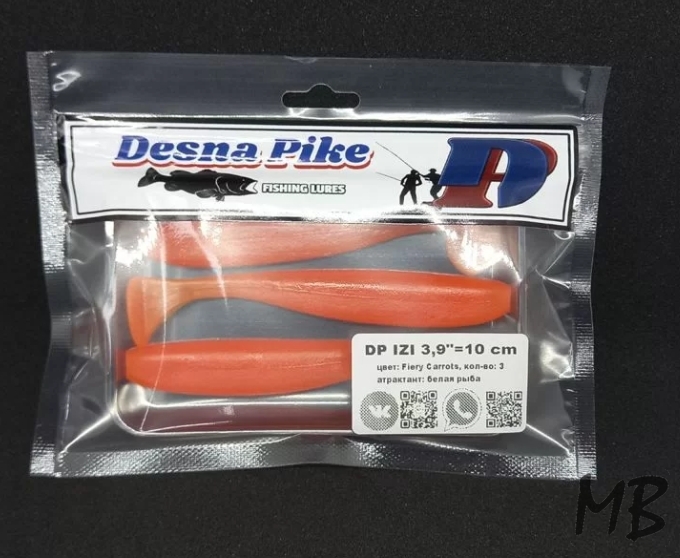 Desna Pike
FISHING LURES
DP
DP IZI 3,9"=10 cm
цвет: Fiery Carrots, кол-во: 3
атрактант: белая рыба
MB